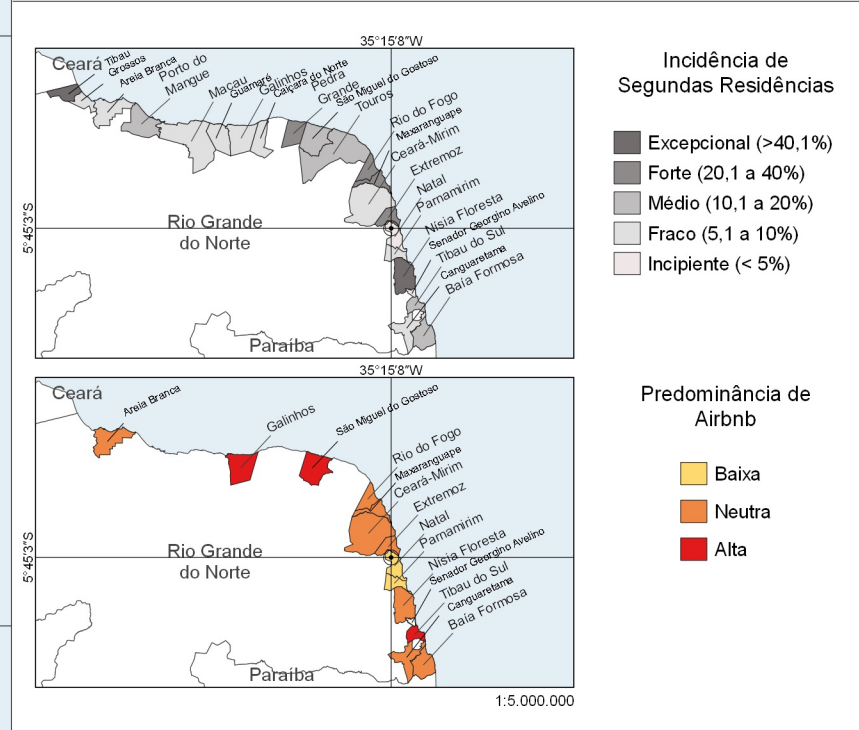 35°15'8"W
Ceará
Tibau
Grossos
Areia Branca
Porto do
Mangue
Macau
Guamaré
Galinhos
Caiçara do Norte
Pedra
Grande
São Miguel do Gostoso
Touros
Rio do Fogo
Maxaranguape
Ceará-Mirim
Extremoz
Natal
Parnamirim
Nísia Floresta
Senador Georgino Avelino
Tibau do Sul
Canguaretama
Baía Formosa
Rio Grande
do Norte
Paraíba
5°45'3"S
Incidência de
Segundas Residências
Excepcional (>40,1%)
Forte (20,1 a 40%)
Médio (10,1 a 20%)
Fraco (5,1 a 10%)
Incipiente (< 5%)
35°15'8"W
Ceará
Areia Branca
Galinhos
São Miguel do Gostoso
Rio do Fogo
Maxaranguape
Ceará-Mirim
Extremoz
Natal
Parnamirim
Nísia Floresta
Senador Georgino Avelino
Tibau do Sul
Canguaretama
Baía Formosa
Rio Grande
do Norte
Paraíba
5°45'3"S
Predominância de
Airbnb
Baixa
Neutra
Alta
1:5.000.000